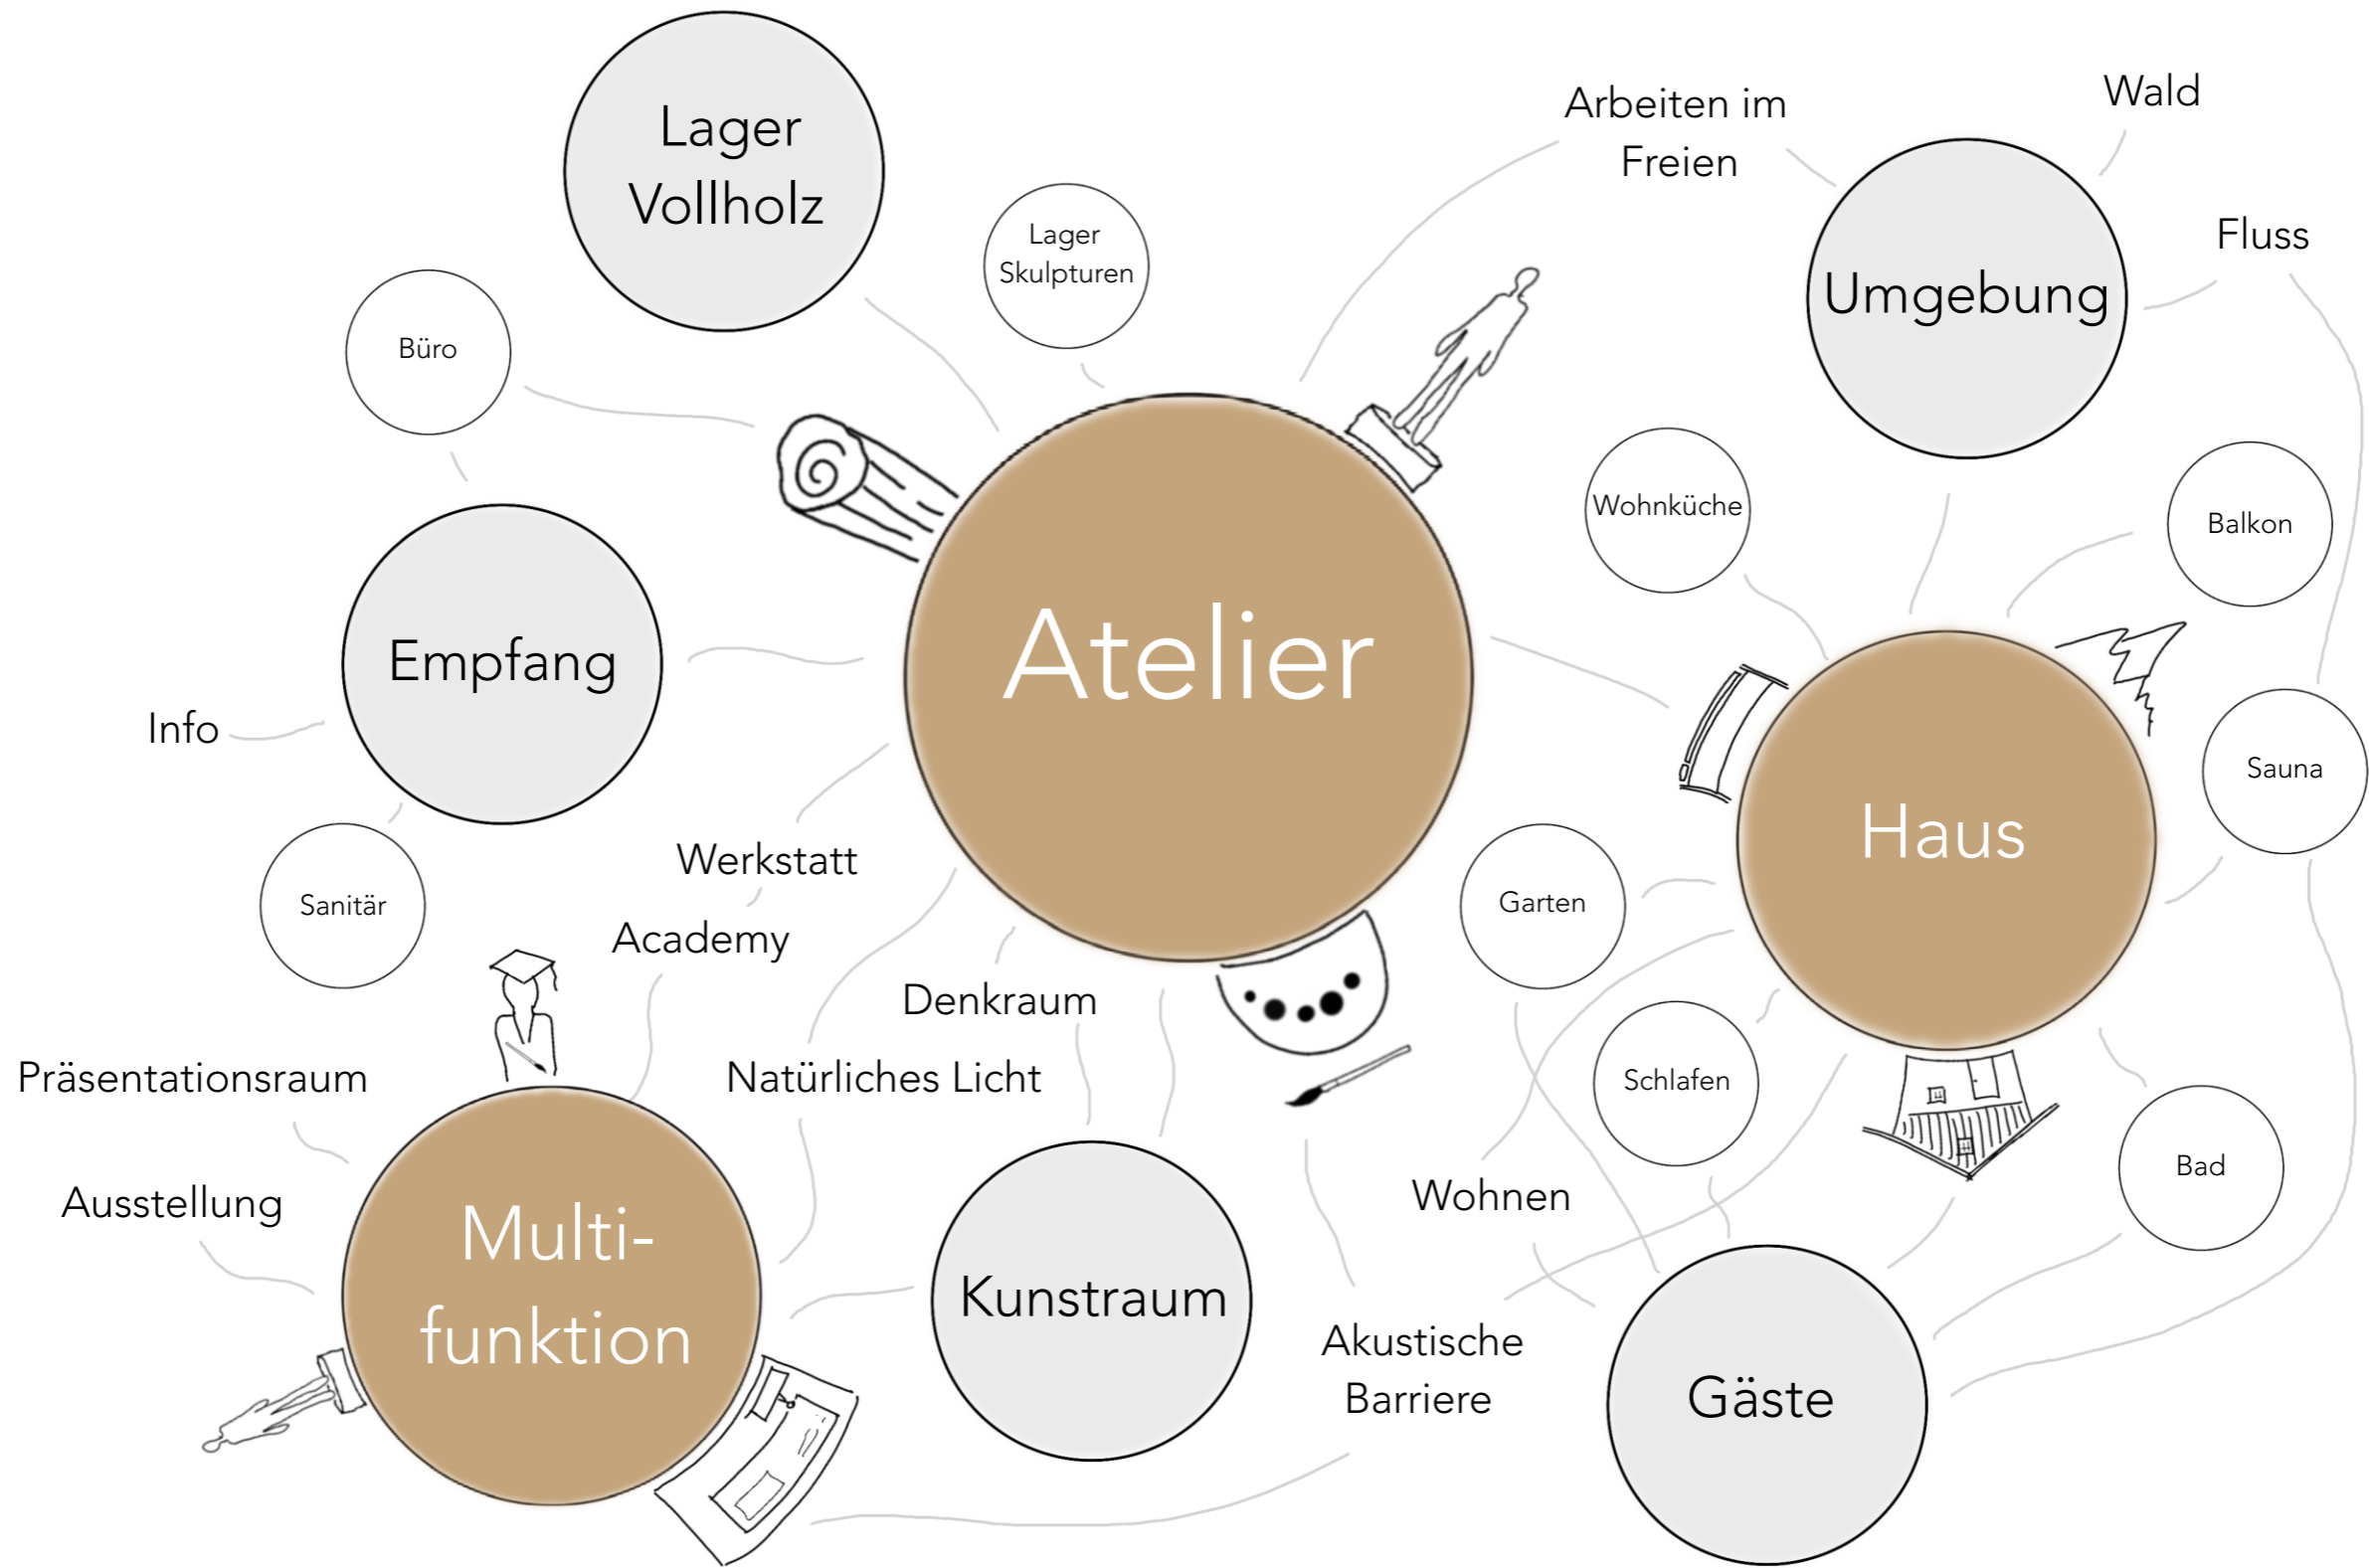 Lager
Vollholz
Arbeiten im
Freien
Wald
Lager
Skulpturen
Fluss
Umgebung
Büro
Wohnküche
Balkon
Empfang
Atelier
Info
Sauna
Haus
Werkstatt
Sanitär
Garten
Academy
Denkraum
Präsentationsraum
Natürliches Licht
Schlafen
Ausstellung
Wohnen
Bad
Multi-
funktion
Kunstraum
Akustische
Barriere
Gäste